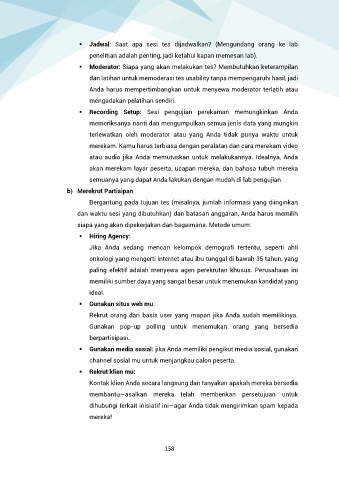 ▪ Jadwal: Saat apa sesi tes dijadwalkan? (Mengundang orang ke lab
penelitian adalah penting, jadi ketahui kapan memesan lab).
▪ Moderator: Siapa yang akan melakukan tes? Membutuhkan keterampilan
dan latihan untuk memoderasi tes usability tanpa mempengaruhi hasil, jadi
Anda harus mempertimbangkan untuk menyewa moderator terlatih atau
mengadakan pelatihan sendiri.
▪ Recording Setup: Sesi pengujian perekaman memungkinkan Anda
memeriksanya nanti dan mengumpulkan semua jenis data yang mungkin
terlewatkan oleh moderator atau yang Anda tidak punya waktu untuk
merekam. Kamu harus terbiasa dengan peralatan dan cara merekam video
atau audio jika Anda memutuskan untuk melakukannya. Idealnya, Anda
akan merekam layar peserta, ucapan mereka, dan bahasa tubuh mereka
semuanya yang dapat Anda lakukan dengan mudah di lab pengujian.
b) Merekrut Partisipan
Bergantung pada tujuan tes (misalnya, jumlah informasi yang diinginkan
dan waktu sesi yang dibutuhkan) dan batasan anggaran, Anda harus memilih
siapa yang akan dipekerjakan dan bagaimana. Metode umum:
▪ Hiring Agency:
Jika Anda sedang mencari kelompok demografi tertentu, seperti ahli
onkologi yang mengerti internet atau ibu tunggal di bawah 35 tahun, yang
paling efektif adalah menyewa agen perekrutan khusus. Perusahaan ini
memiliki sumber daya yang sangat besar untuk menemukan kandidat yang
ideal.
▪ Gunakan situs web mu:
Rekrut orang dari basis user yang mapan jika Anda sudah memilikinya.
Gunakan pop-up polling untuk menemukan orang yang bersedia
berpartisipasi.
▪ Gunakan media sosial: jika Anda memiliki pengikut media sosial, gunakan
channel sosial mu untuk menjangkau calon peserta.
▪ Rekrut klien mu:
Kontak klien Anda secara langsung dan tanyakan apakah mereka bersedia
membantu—asalkan mereka telah memberikan persetujuan untuk
dihubungi terkait inisiatif ini—agar Anda tidak mengirimkan spam kepada
mereka!
158